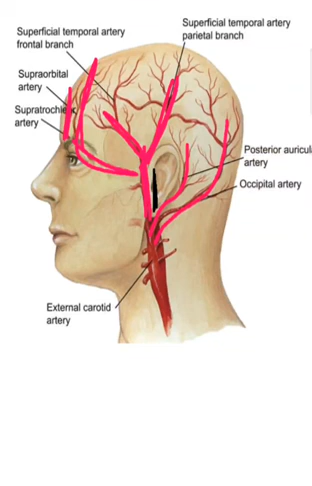 Superficial temporal artery
frontal branch
Superficial temporal artery
parietal branch
Supraorbital
artery
artery
Posterior auricul
artery
Occipital artery
External carotid
artery